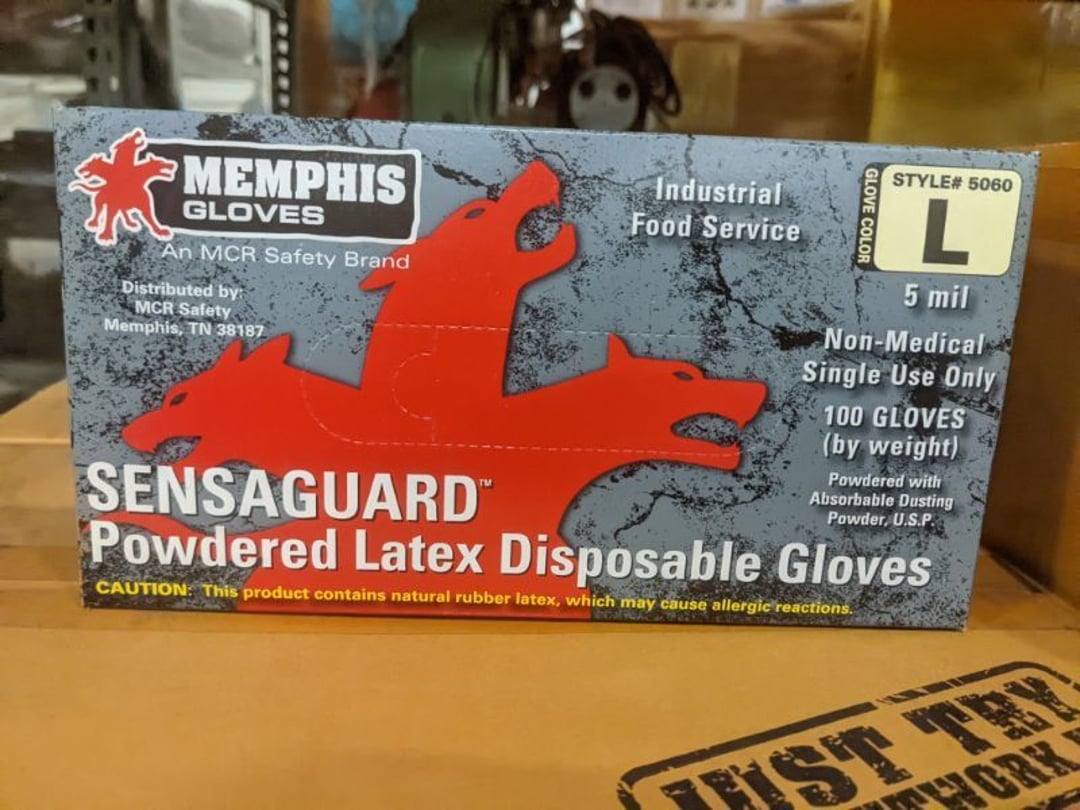 MEMPHIS
GLOVES
An MCR Safety Brand
Distributed by:
MCR Safety
Memphis, TN 38187
Industrial
Food Service
GLOVE COLOR
STYLE# 5060
L
5 mil
Non-Medical
Single Use Only
100 GLOVES
(by weight)
Powdered with
Absorbable Dusting
Powder, U.S.P.
SENSAGUARD™
Powdered Latex Disposable Gloves
CAUTION: This product contains natural rubber latex, which may cause allergic reactions.
JUST TRY